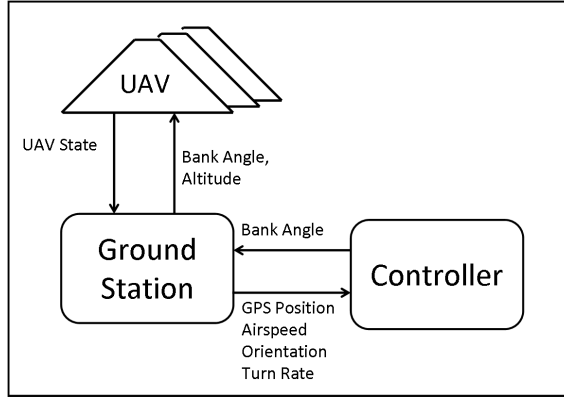 UAV
UAV State
Bank Angle,
Altitude
Ground
Station
Bank Angle
Controller
GPS Position
Airspeed
Orientation
Turn Rate